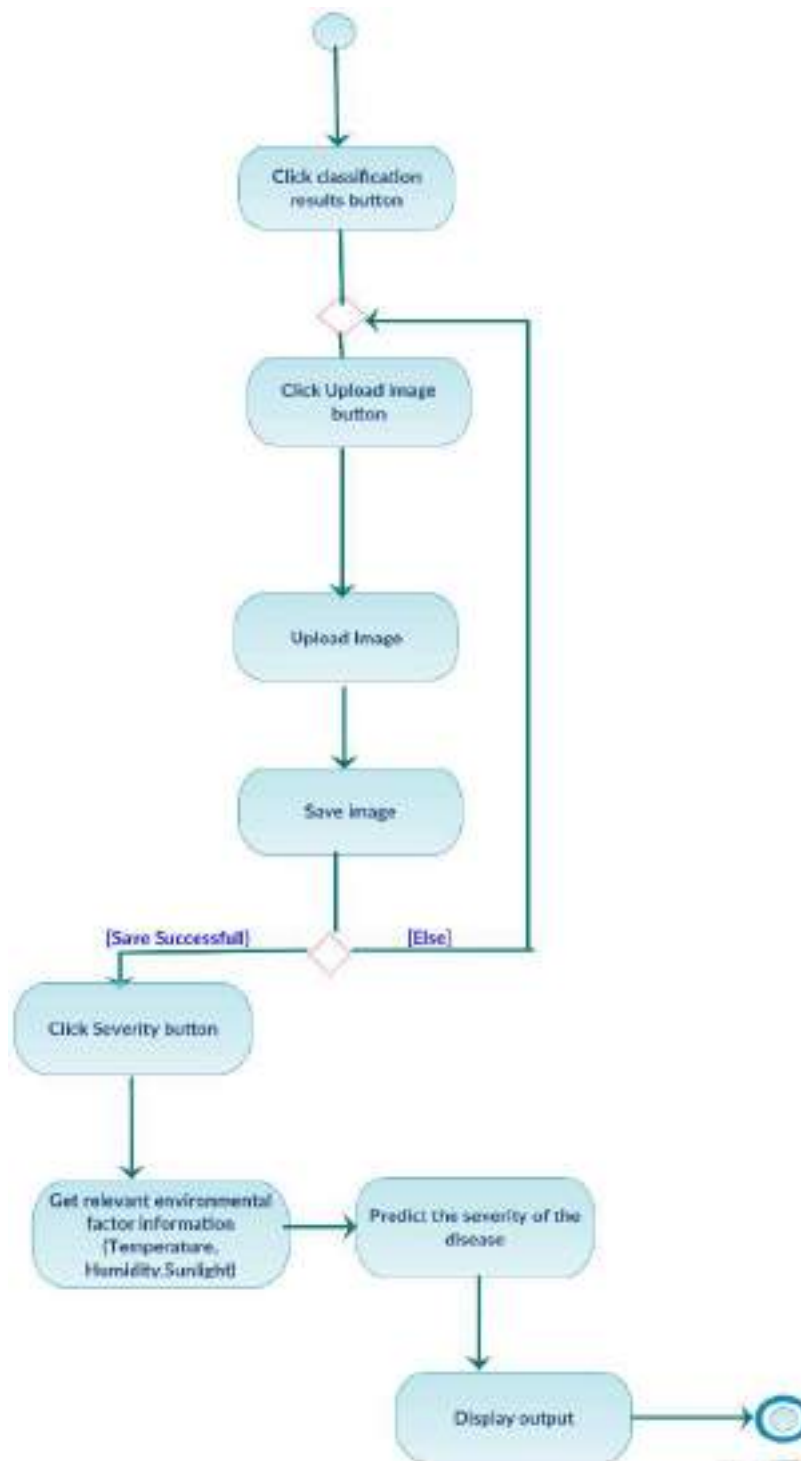 Click classification
results button
Click Upload image
button
Upload Image
Save image
[Save Successfull]
[Else]
Click Severity button
Get relevant environmental
factor information
(Temperature,
Humidity,Sunlight)
Predict the severity of the
disease
Display output